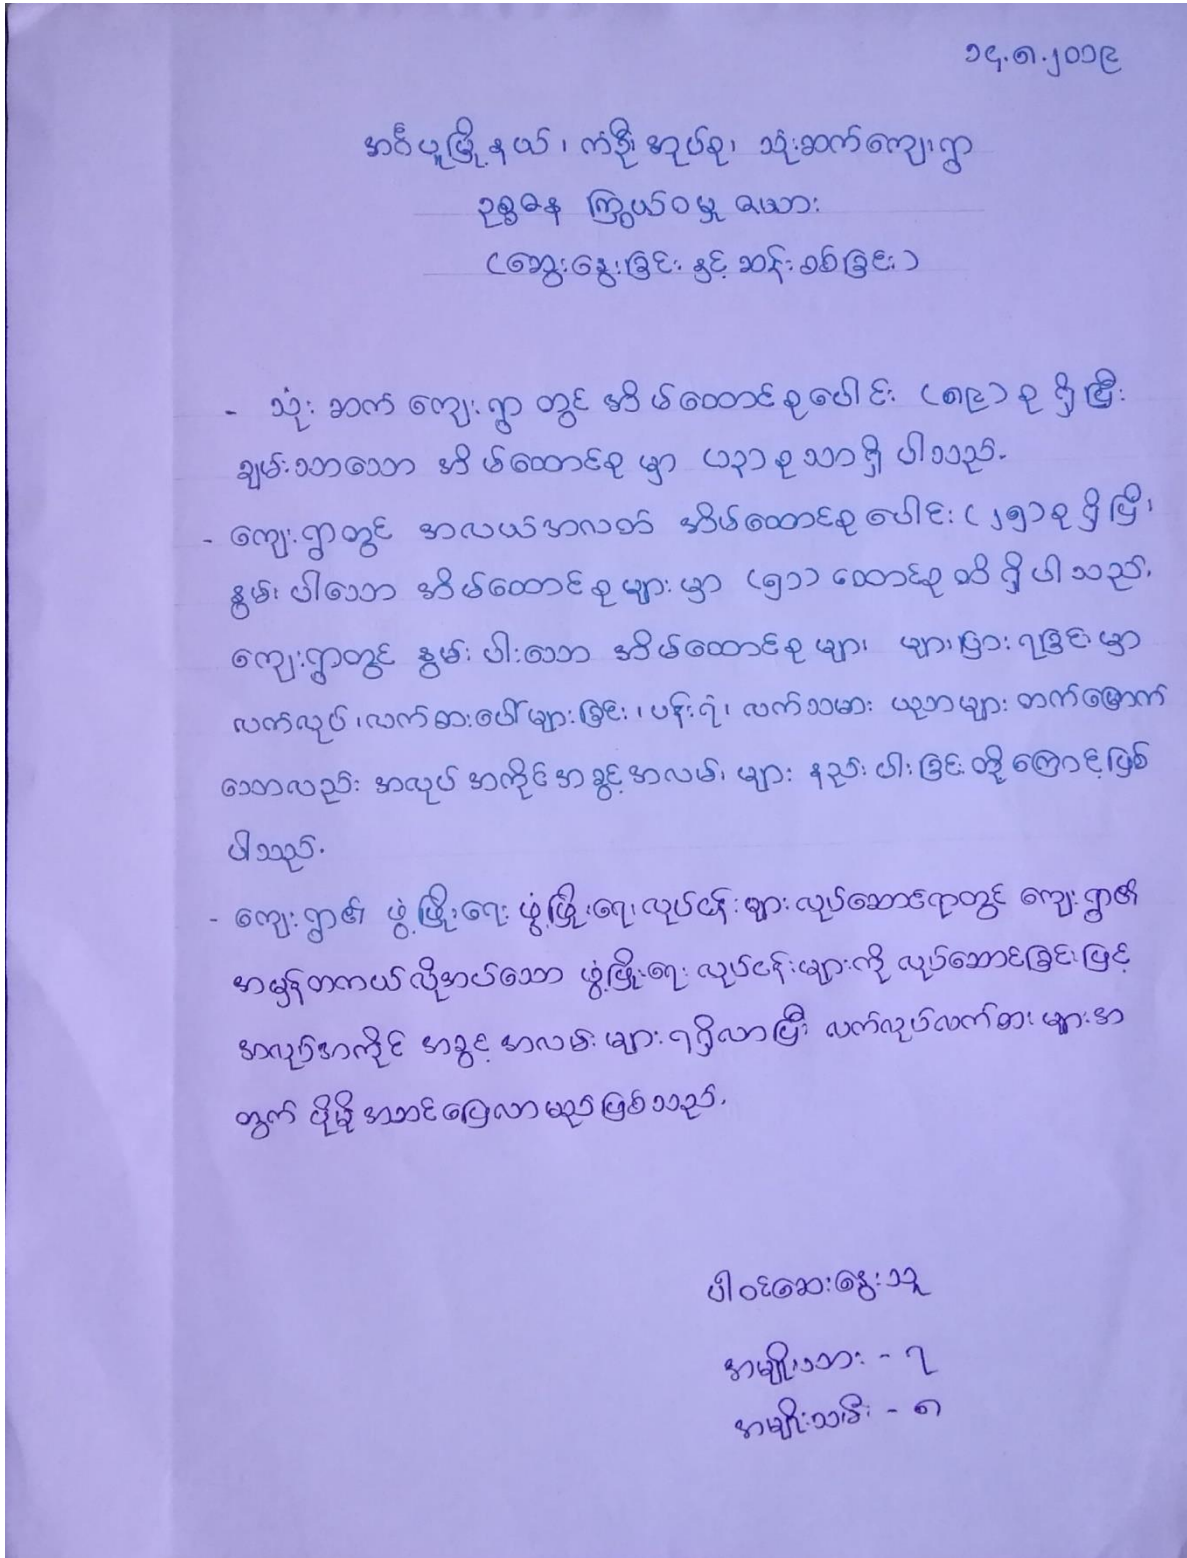 ၁၄.၈.၂၀၁၉
အင်္ဂပူမြို့နယ်၊ ကံဦးအုပ်စု၊ သုံးဆက်ကျေးရွာ
ဥစ္စာဓန ကြွယ်ဝမှု ဇယား
(ဆွေးနွေးခြင်း နှင့် ဆန်းစစ်ခြင်း)
- သုံးဆက် ကျေးရွာ တွင် အိမ်ထောင်စုပေါင်း (၈၉) စု ရှိပြီး
ချမ်းသာသော အိမ်ထောင်စု မှာ (၁၃) စုသာရှိ ပါသည်.
- ကျေးရွာတွင် အလယ်အလတ် အိမ်ထောင်စုပေါင်း (၂၅) စု ရှိပြီး
နွမ်းပါသော အိမ်ထောင်စုများ မှာ (၅၁) ထောင်စု ထိ ရှိပါသည်.
ကျေးရွာတွင် နွမ်းပါးသော အိမ်ထောင်စုများ များပြားရခြင်းမှာ
လက်လုပ်၊ လက်စားပေါများခြင်း၊ ပန်းရံ၊ လက်သမား ပညာများ တက်မြောက်
သော်လည်း အလုပ်အကိုင်အခွင့်အလမ်းများ နည်းပါးခြင်းတို့ကြောင့်ဖြစ်
ပါသည်.
- ကျေးရွာ၏ ဖွံ့ဖြိုးရေး ဖွံ့ဖြိုးရေးလုပ်ငန်းများလုပ်ဆောင်ရာတွင် ကျေးရွာ၏
အမှန်တကယ်လိုအပ်သော ဖွံ့ဖြိုးရေး လုပ်ငန်းများကို လုပ်ဆောင်ခြင်းဖြင့်
အလုပ်အကိုင် အခွင့်အလမ်းများရရှိလာပြီး လက်လုပ်လက်စားများအ
တွက် ပိုမိုအဆင်ပြေလာမည်ဖြစ်သည်.
ပါဝင်ဆွေးနွေးသူ
အမျိုးသား - ၇
အမျိုးသမီး - ၈